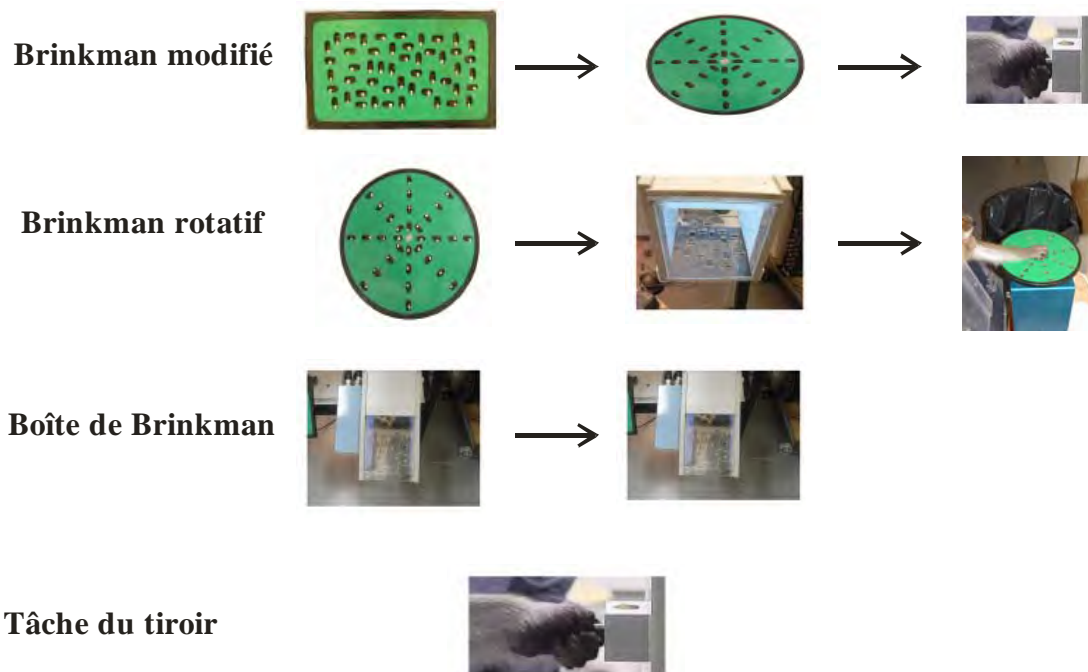 Brinkman modifié
Brinkman rotatif
Boîte de Brinkman
Tâche du tiroir